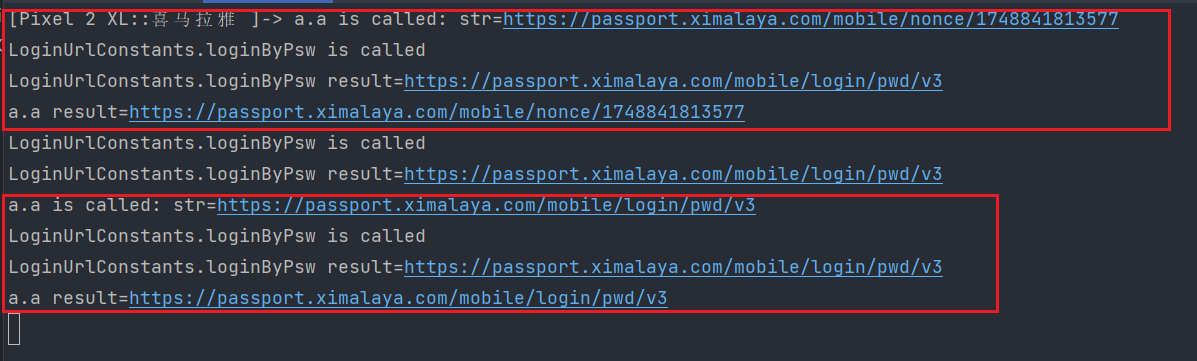 [Pixel 2 XL::喜马拉雅 ]-> a.a is called: str=https://passport.ximalaya.com/mobile/nonce/1748841813577
LoginUrlConstants.loginByPsw is called
LoginUrlConstants.loginByPsw result=https://passport.ximalaya.com/mobile/login/pwd/v3
a.a result=https://passport.ximalaya.com/mobile/nonce/1748841813577
LoginUrlConstants.loginByPsw is called
LoginUrlConstants.loginByPsw result=https://passport.ximalaya.com/mobile/login/pwd/v3
a.a is called: str=https://passport.ximalaya.com/mobile/login/pwd/v3
LoginUrlConstants.loginByPsw is called
LoginUrlConstants.loginByPsw result=https://passport.ximalaya.com/mobile/login/pwd/v3
a.a result=https://passport.ximalaya.com/mobile/login/pwd/v3